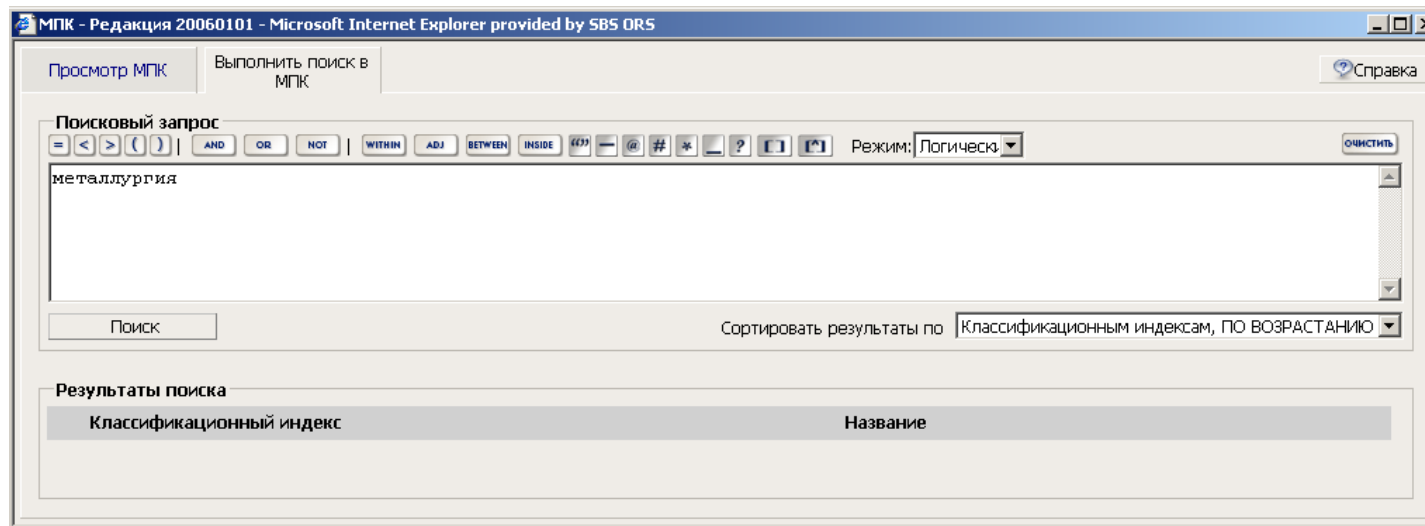 МПК - Редакция 20060101 - Microsoft Internet Explorer provided by SBS ORS
Просмотр МПК
Выполнить поиск в
МПК
Справка
Поисковый запрос
= < > ( ) | AND OR NOT | WITHIN ADJ BETWEEN INSIDE “” — @ # * _ ? [ ] [^] Режим: Логически ОЧИСТИТЬ
металлургия
Поиск Сортировать результаты по Классификационным индексам, ПО ВОЗРАСТАНИЮ
Результаты поиска
Классификационный индекс Название